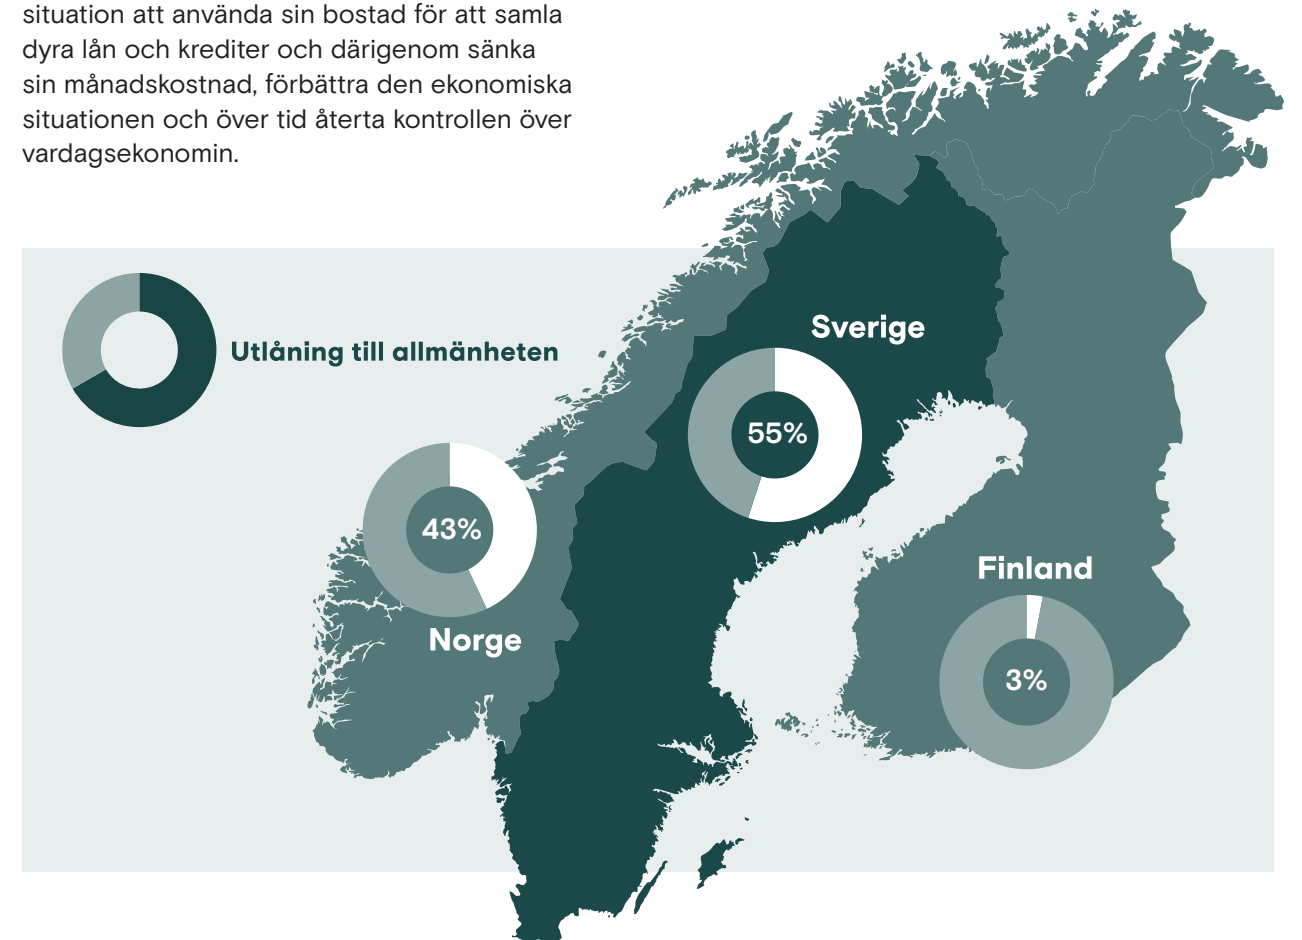 situation att använda sin bostad för att samla
dyra lån och krediter och därigenom sänka
sin månadskostnad, förbättra den ekonomiska
situationen och över tid återta kontrollen över
vardagsekonomin.
Utlåning till allmänheten
Sverige
55%
43%
Norge
Finland
3%